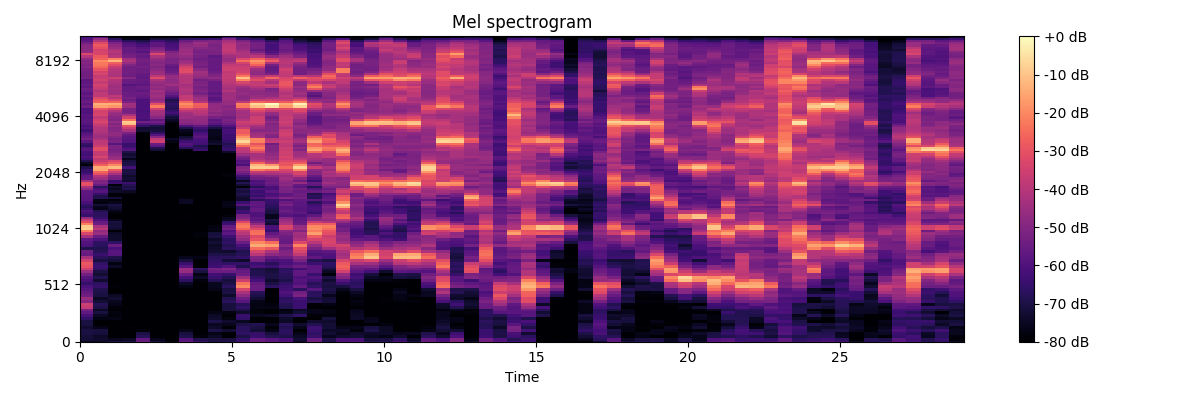 Mel spectrogram
Hz
8192
4096
2048
1024
512
0
0 5 10 15 20 25
Time
+0 dB
-10 dB
-20 dB
-30 dB
-40 dB
-50 dB
-60 dB
-70 dB
-80 dB